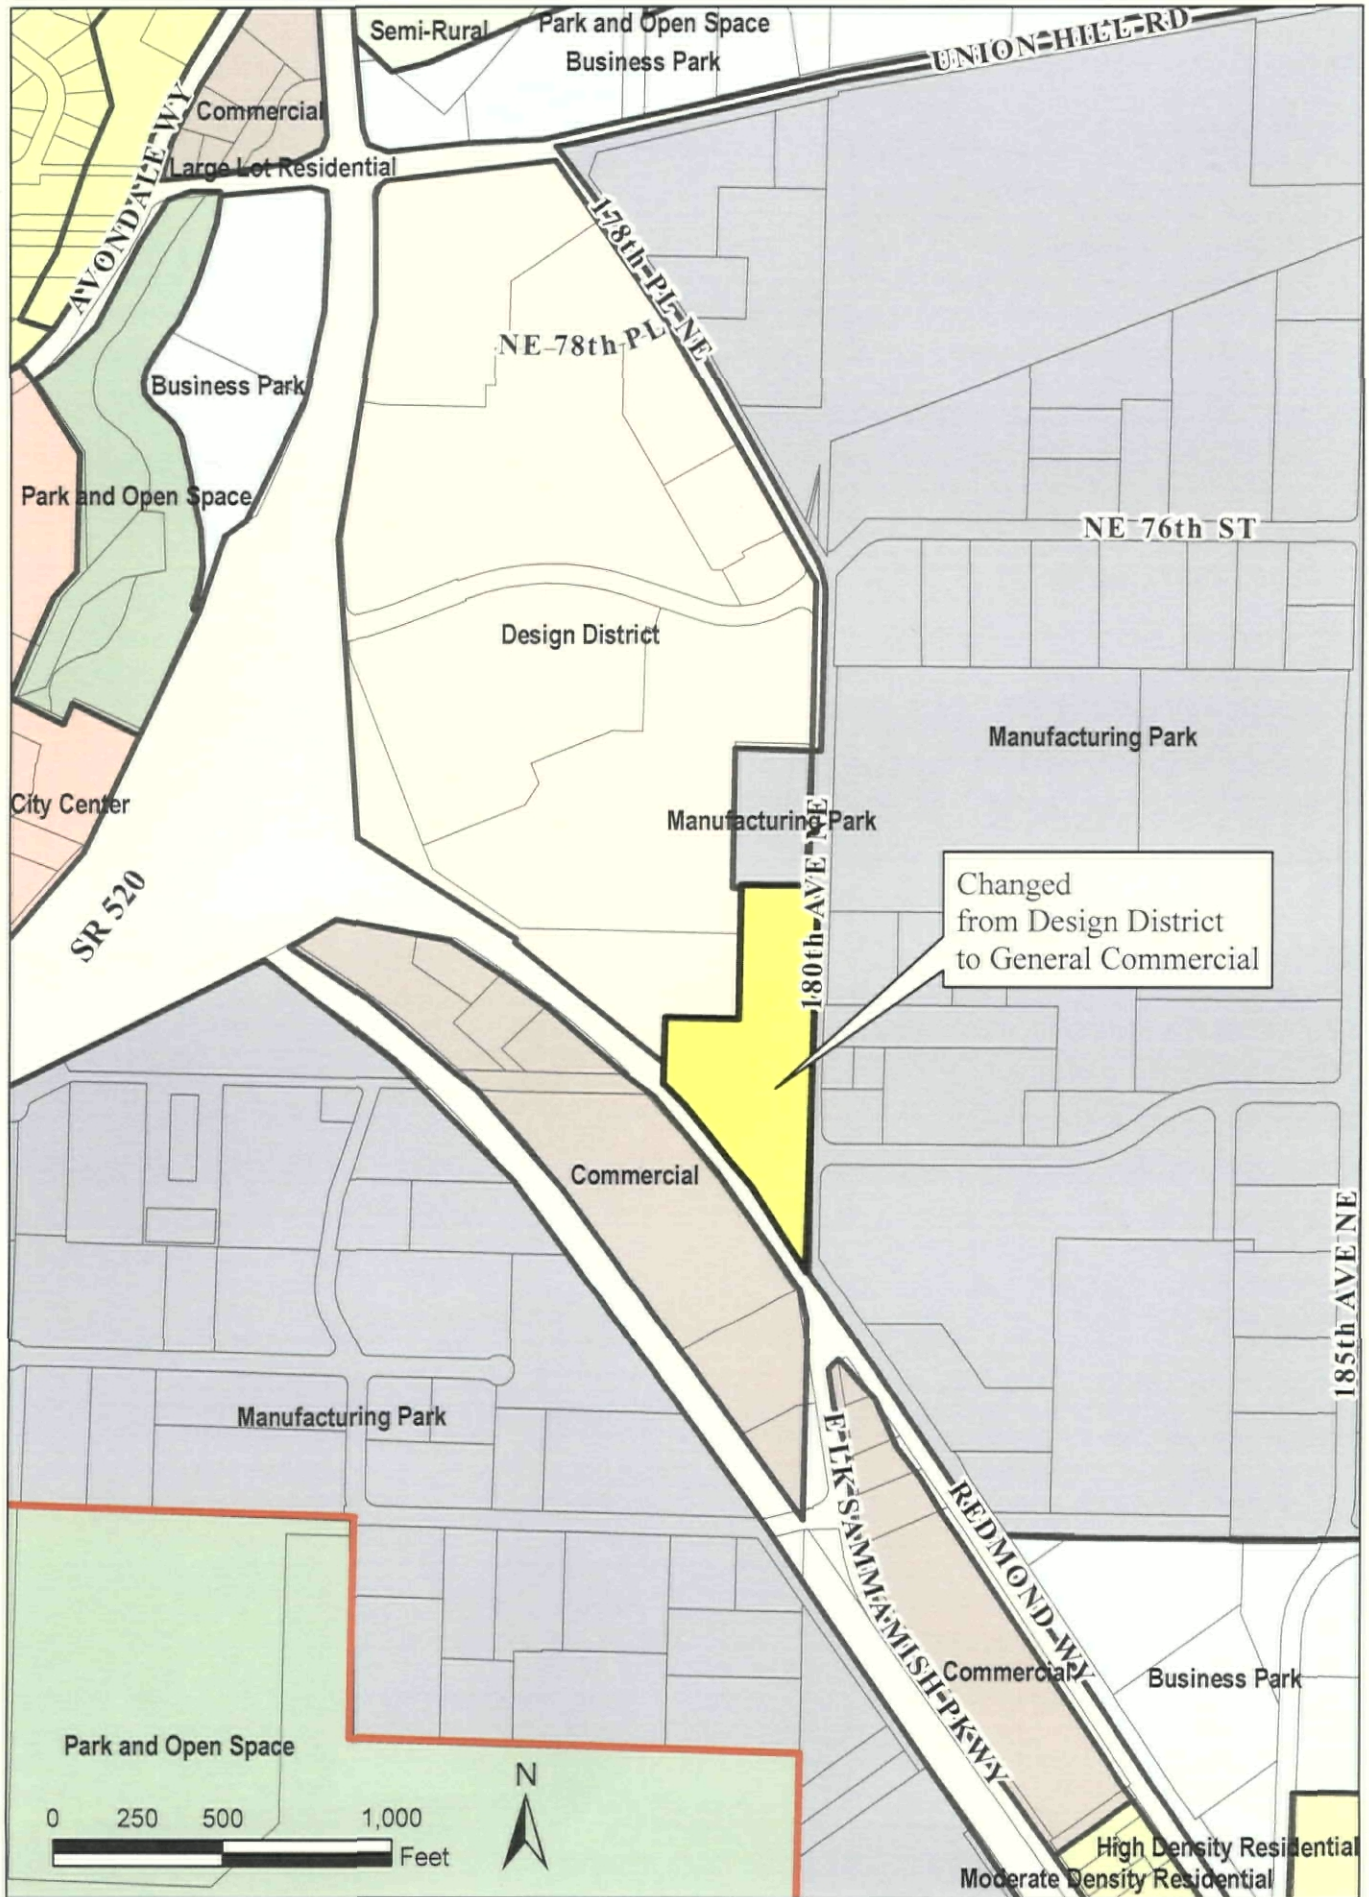 Semi-Rural
Park and Open Space
Business Park
UNION HILL RD
Commercial
Large Lot Residential
AVONDALE WY
178th PL NE
NE 78th PL
Business Park
Park and Open Space
NE 76th ST
Design District
Manufacturing Park
City Center
Manufacturing Park
180th AVE NE
Changed
from Design District
to General Commercial
SR 520
Commercial
185th AVE NE
Manufacturing Park
E LK SAMMAMISH PKWY
REDMOND WY
Commercial
Business Park
Park and Open Space
N
0 250 500 1,000
Feet
High Density Residential
Moderate Density Residential